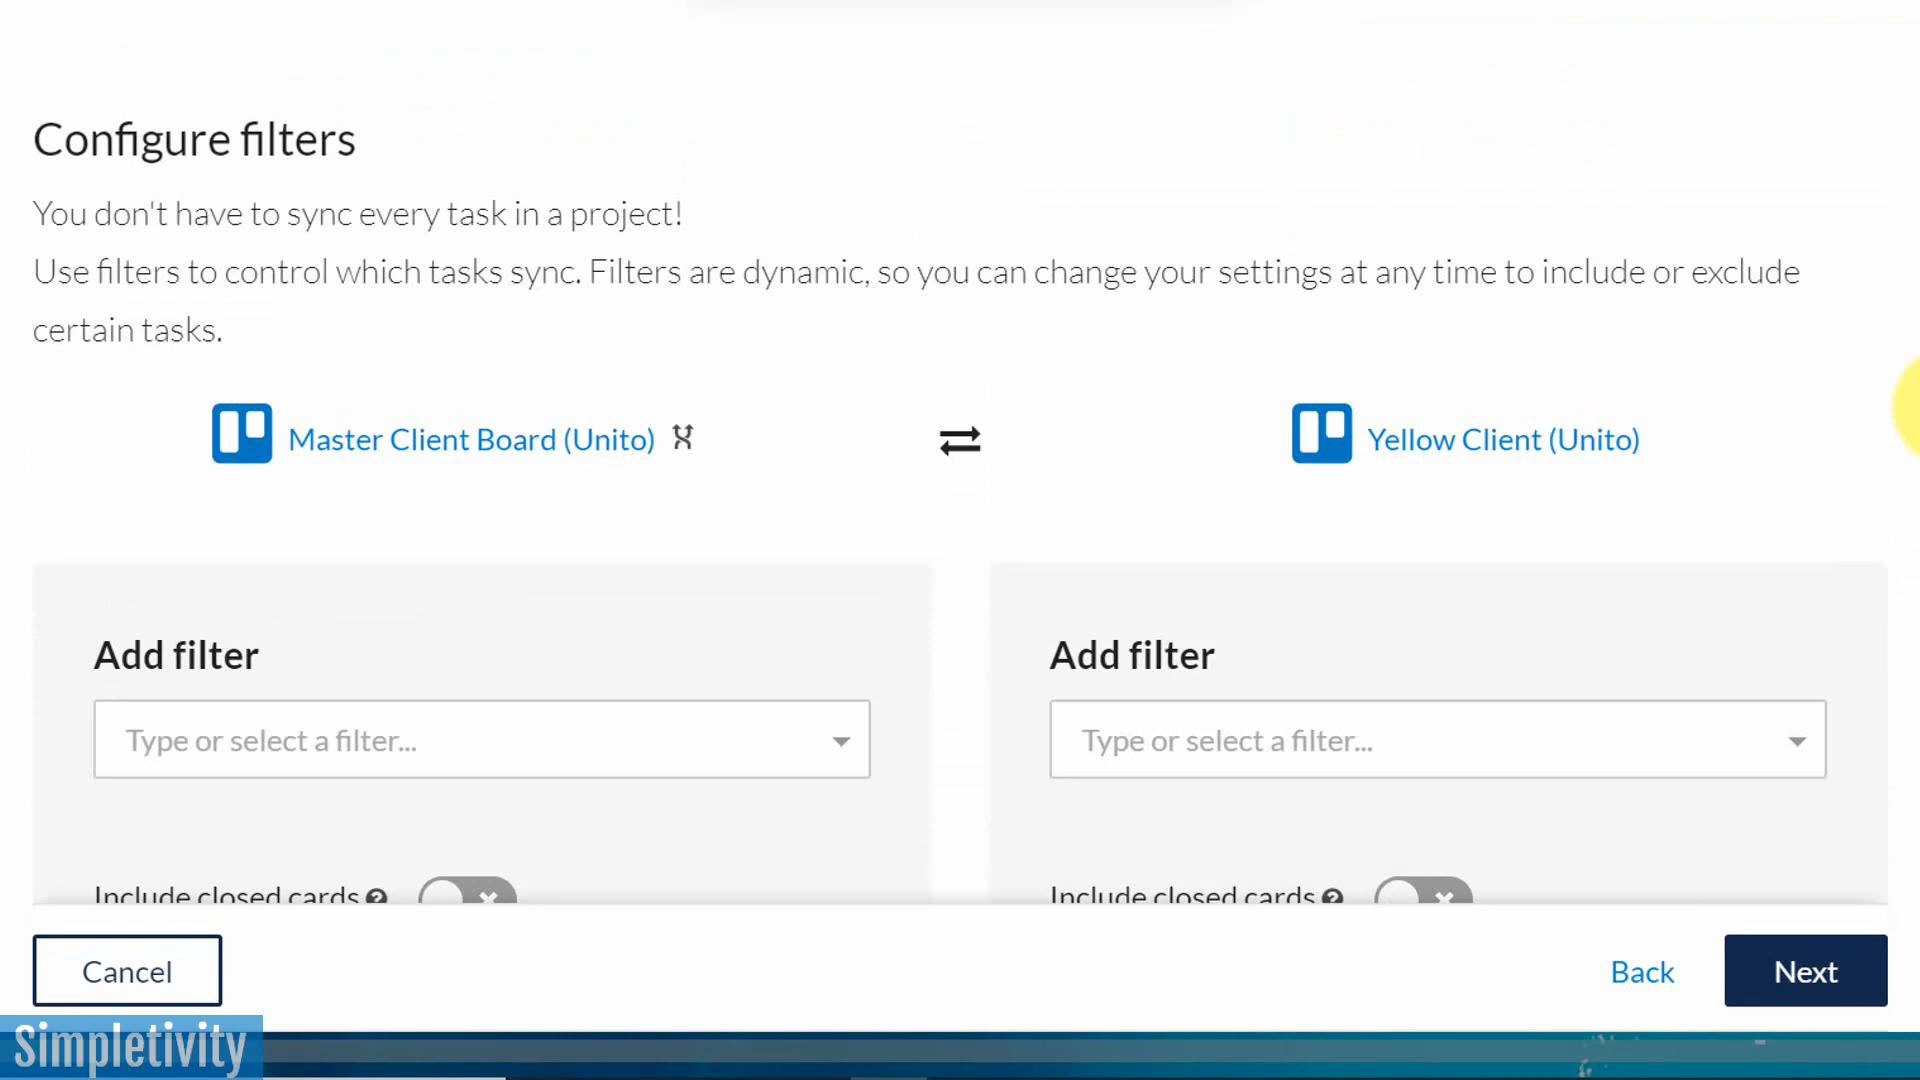 Configure filters
You don't have to sync every task in a project!
Use filters to control which tasks sync. Filters are dynamic, so you can change your settings at any time to include or exclude
certain tasks.
Master Client Board (Unito)
Yellow Client (Unito)
Add filter
Add filter
Type or select a filter...
Type or select a filter...
Include closed cards
Include closed cards
Cancel
Back
Next
Simpletivity